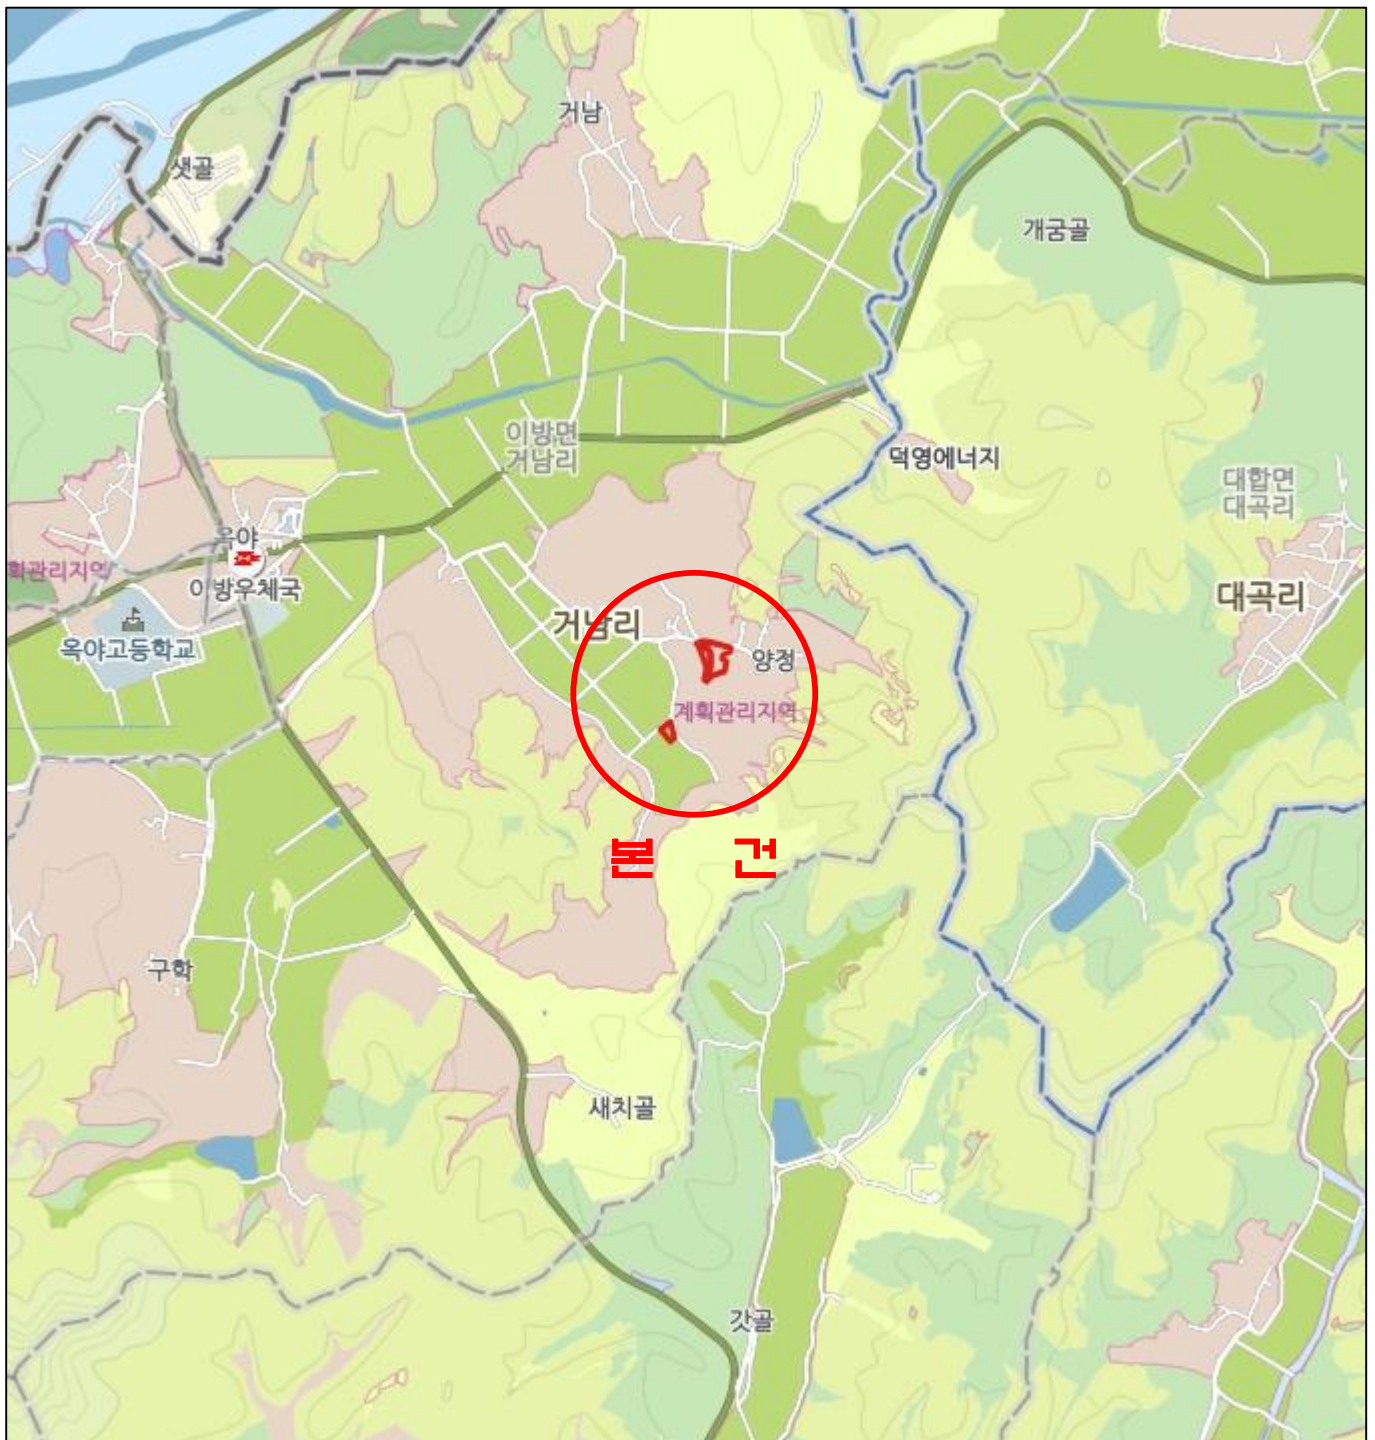 거남
샛골
개굼골
이방면
거남리
덕영에너지
대합면
대곡리
옥야
획관리지역
이방우체국
대곡리
거남리
옥야고등학교
양정
계획관리지역
본 건
구학
새치골
갓골